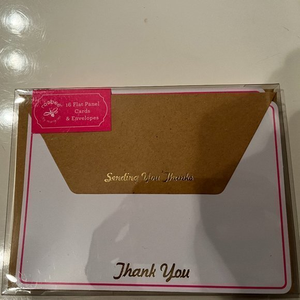 10 Flat Panel
Cards
& Envelopes
Sending You Thanks
Thank You